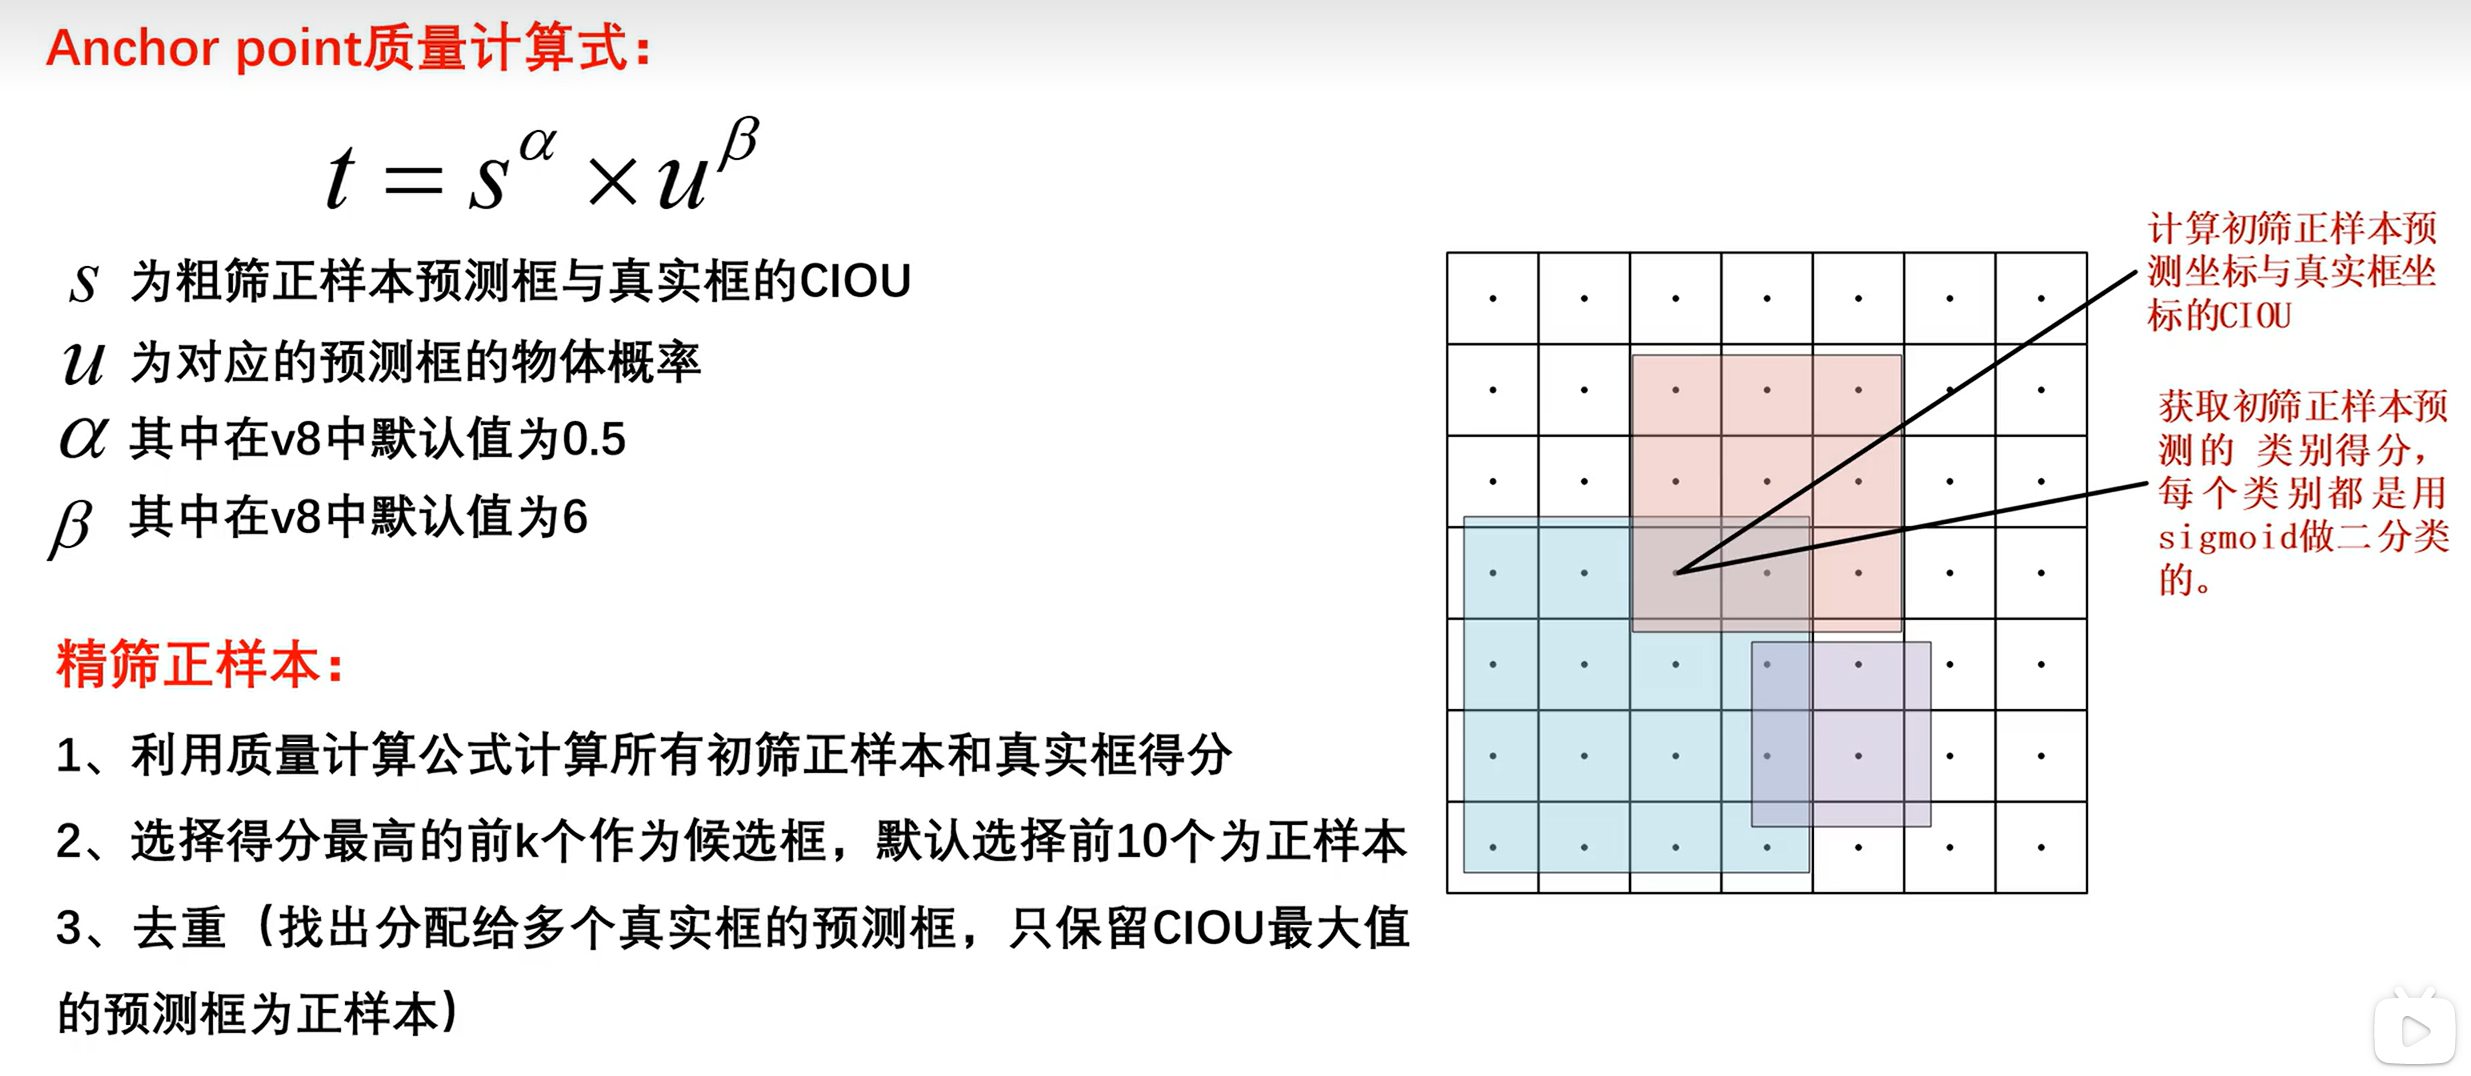 Anchor point质量计算式：
t = s^α × u^β
s 为粗筛正样本预测框与真实框的CIOU
u 为对应的预测框的物体概率
α 其中在v8中默认值为0.5
β 其中在v8中默认值为6
精筛正样本：
1、利用质量计算公式计算所有初筛正样本和真实框得分
2、选择得分最高的前k个作为候选框，默认选择前10个为正样本
3、去重（找出分配给多个真实框的预测框，只保留CIOU最大值
的预测框为正样本）
计算初筛正样本预
测坐标与真实框坐
标的CIOU
获取初筛正样本预
测的 类别得分，
每个类别都是用
sigmoid做二分类
的。